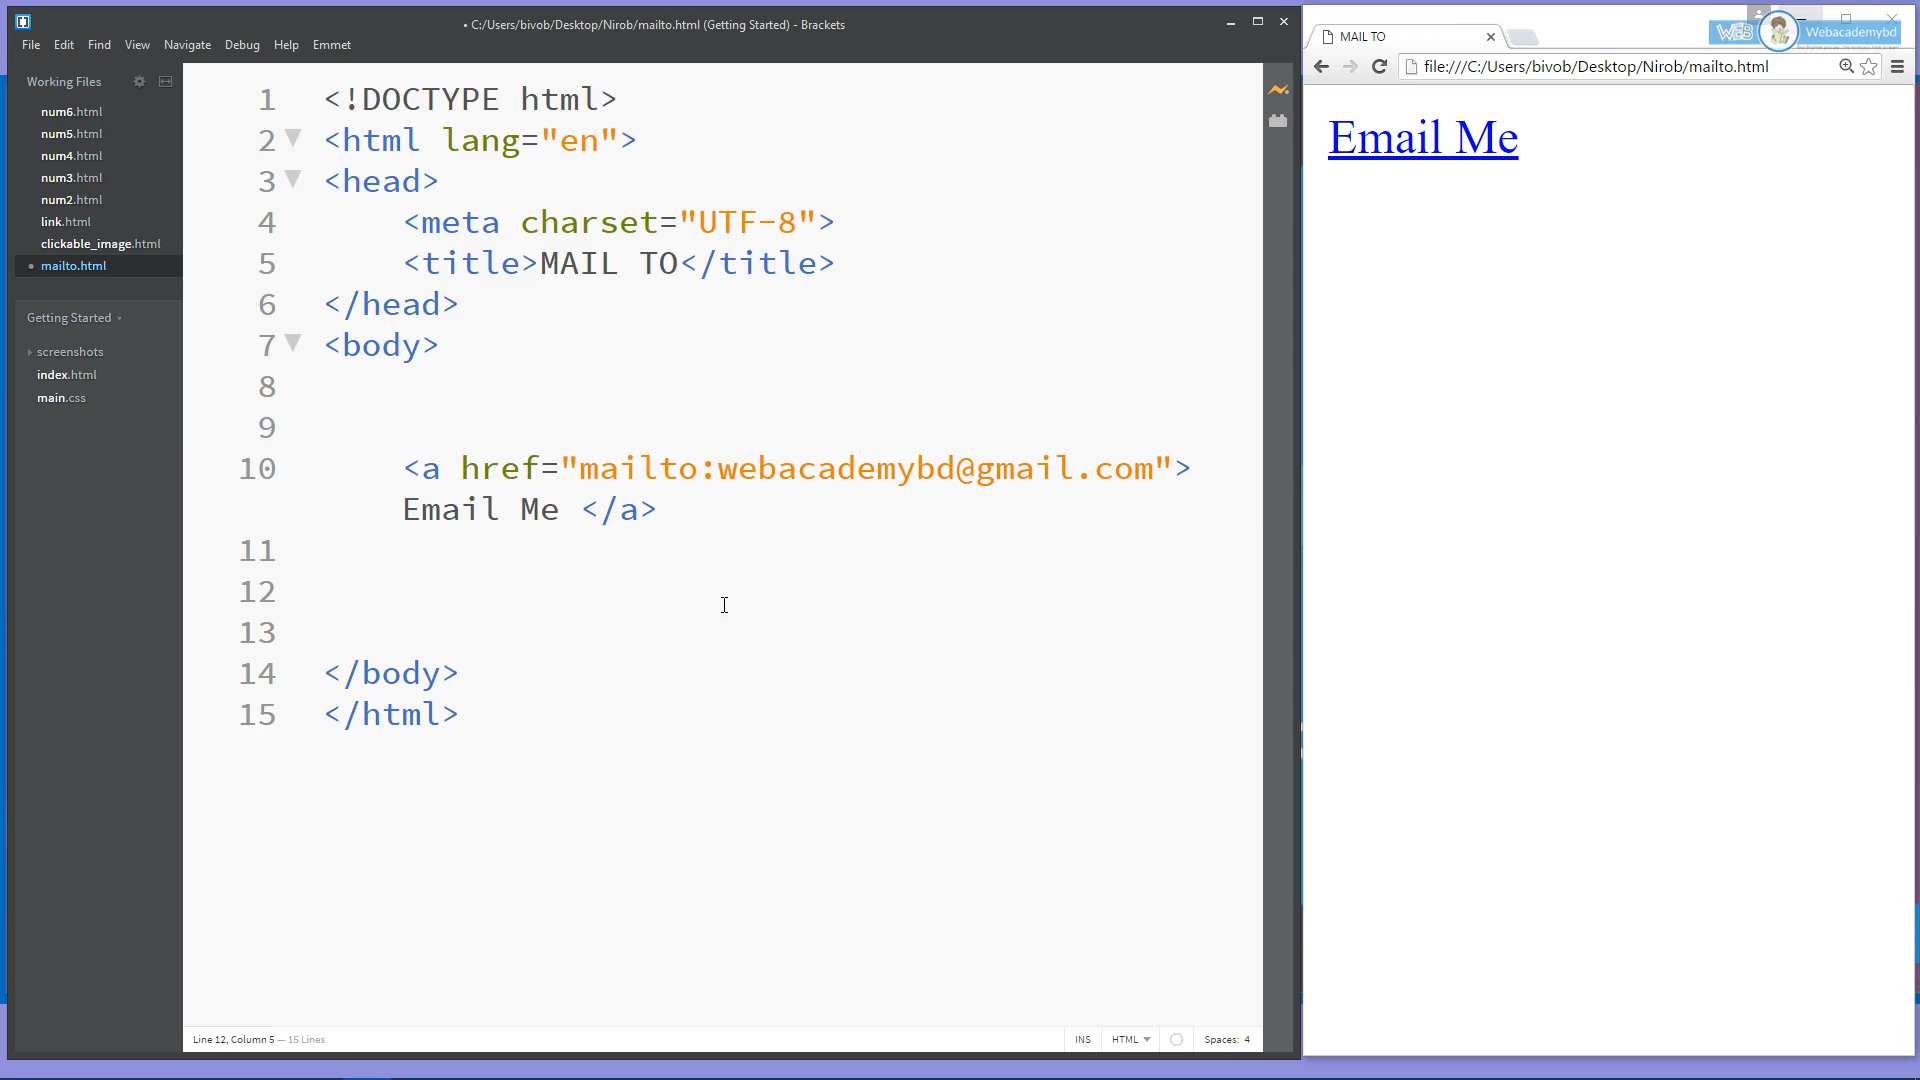 • C:/Users/bivob/Desktop/Nirob/mailto.html (Getting Started) - Brackets
File Edit Find View Navigate Debug Help Emmet
Working Files
num6.html
num5.html
num4.html
num3.html
num2.html
link.html
clickable_image.html
mailto.html
Getting Started
screenshots
index.html
main.css
1 <!DOCTYPE html>
2 <html lang="en">
3 <head>
4 <meta charset="UTF-8">
5 <title>MAIL TO</title>
6 </head>
7 <body>
8
9
10 <a href="mailto:webacademybd@gmail.com">
Email Me </a>
11
12
13
14 </body>
15 </html>
Line 12, Column 5 — 15 Lines
INS HTML Spaces: 4
MAIL TO
WEB Webacademybd
file:///C:/Users/bivob/Desktop/Nirob/mailto.html
Email Me